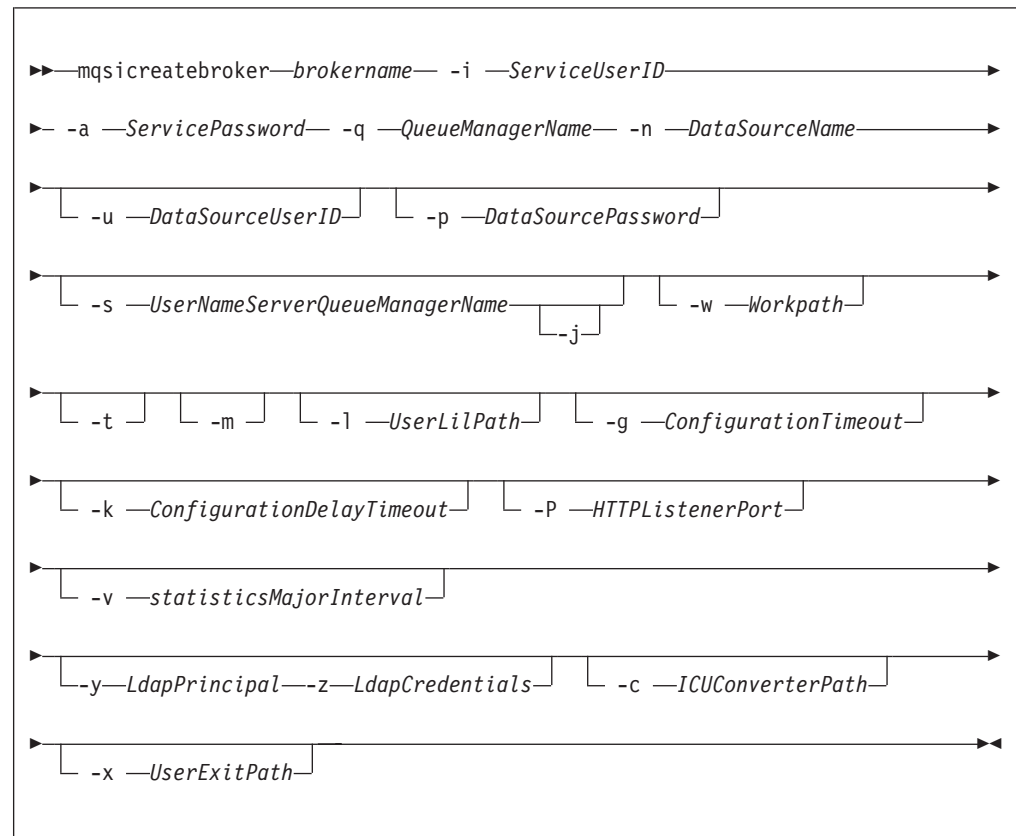 mqsicreatebroker brokername -i ServiceUserID
-a ServicePassword -q QueueManagerName -n DataSourceName
-u DataSourceUserID -p DataSourcePassword
-s UserNameServerQueueManagerName -j -w Workpath
-t -m -l UserLilPath -g ConfigurationTimeout
-k ConfigurationDelayTimeout -P HTTPListenerPort
-v statisticsMajorInterval
-y LdapPrincipal -z LdapCredentials -c ICUConverterPath
-x UserExitPath